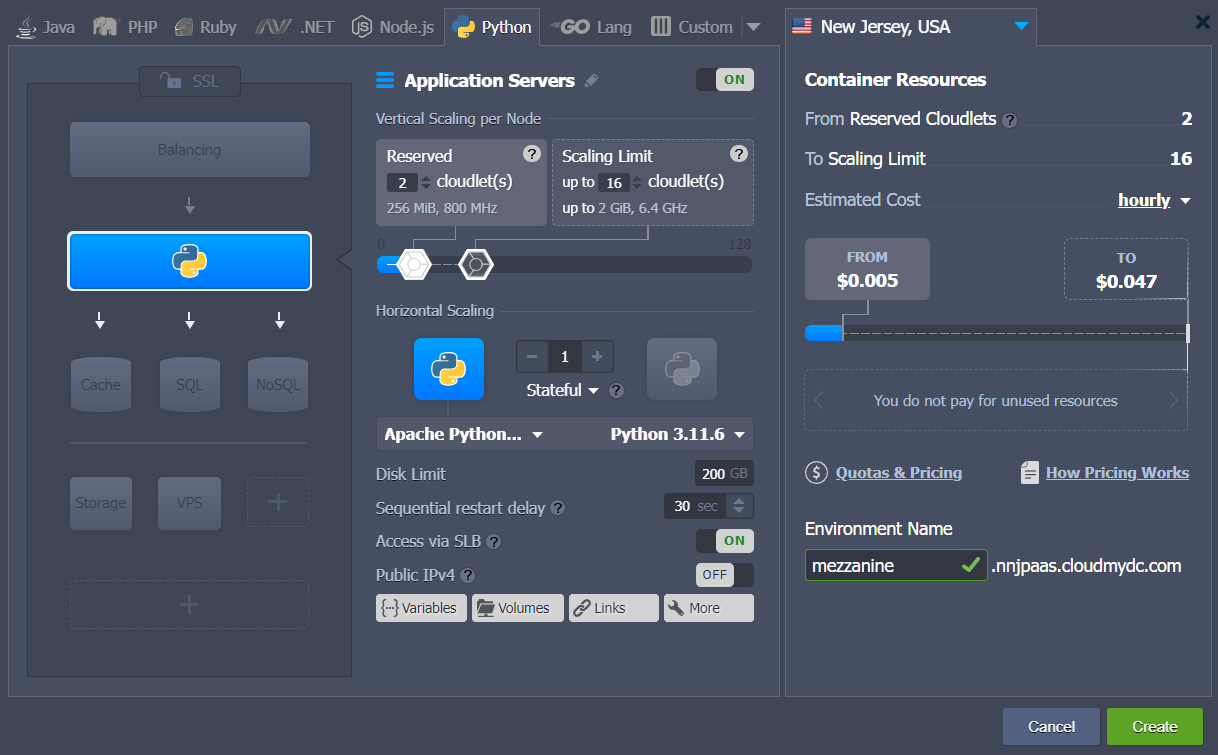 Java PHP Ruby .NET Node.js Python GO Lang Custom
SSL
Balancing
Cache SQL NoSQL
Storage VPS
Application Servers ON
Vertical Scaling per Node
Reserved ?
2 cloudlet(s)
256 MiB, 800 MHz
Scaling Limit ?
up to 16 cloudlet(s)
up to 2 GiB, 6.4 GHz
0 128
Horizontal Scaling
1
Stateful ?
Apache Python... Python 3.11.6
Disk Limit 200 GB
Sequential restart delay ? 30 sec
Access via SLB ? ON
Public IPv4 ? OFF
Variables Volumes Links More
New Jersey, USA
Container Resources
From Reserved Cloudlets ? 2
To Scaling Limit 16
Estimated Cost hourly
FROM
$0.005
TO
$0.047
You do not pay for unused resources
$ Quotas & Pricing How Pricing Works
Environment Name
mezzanine .nnjpaas.cloudmydc.com
Cancel Create